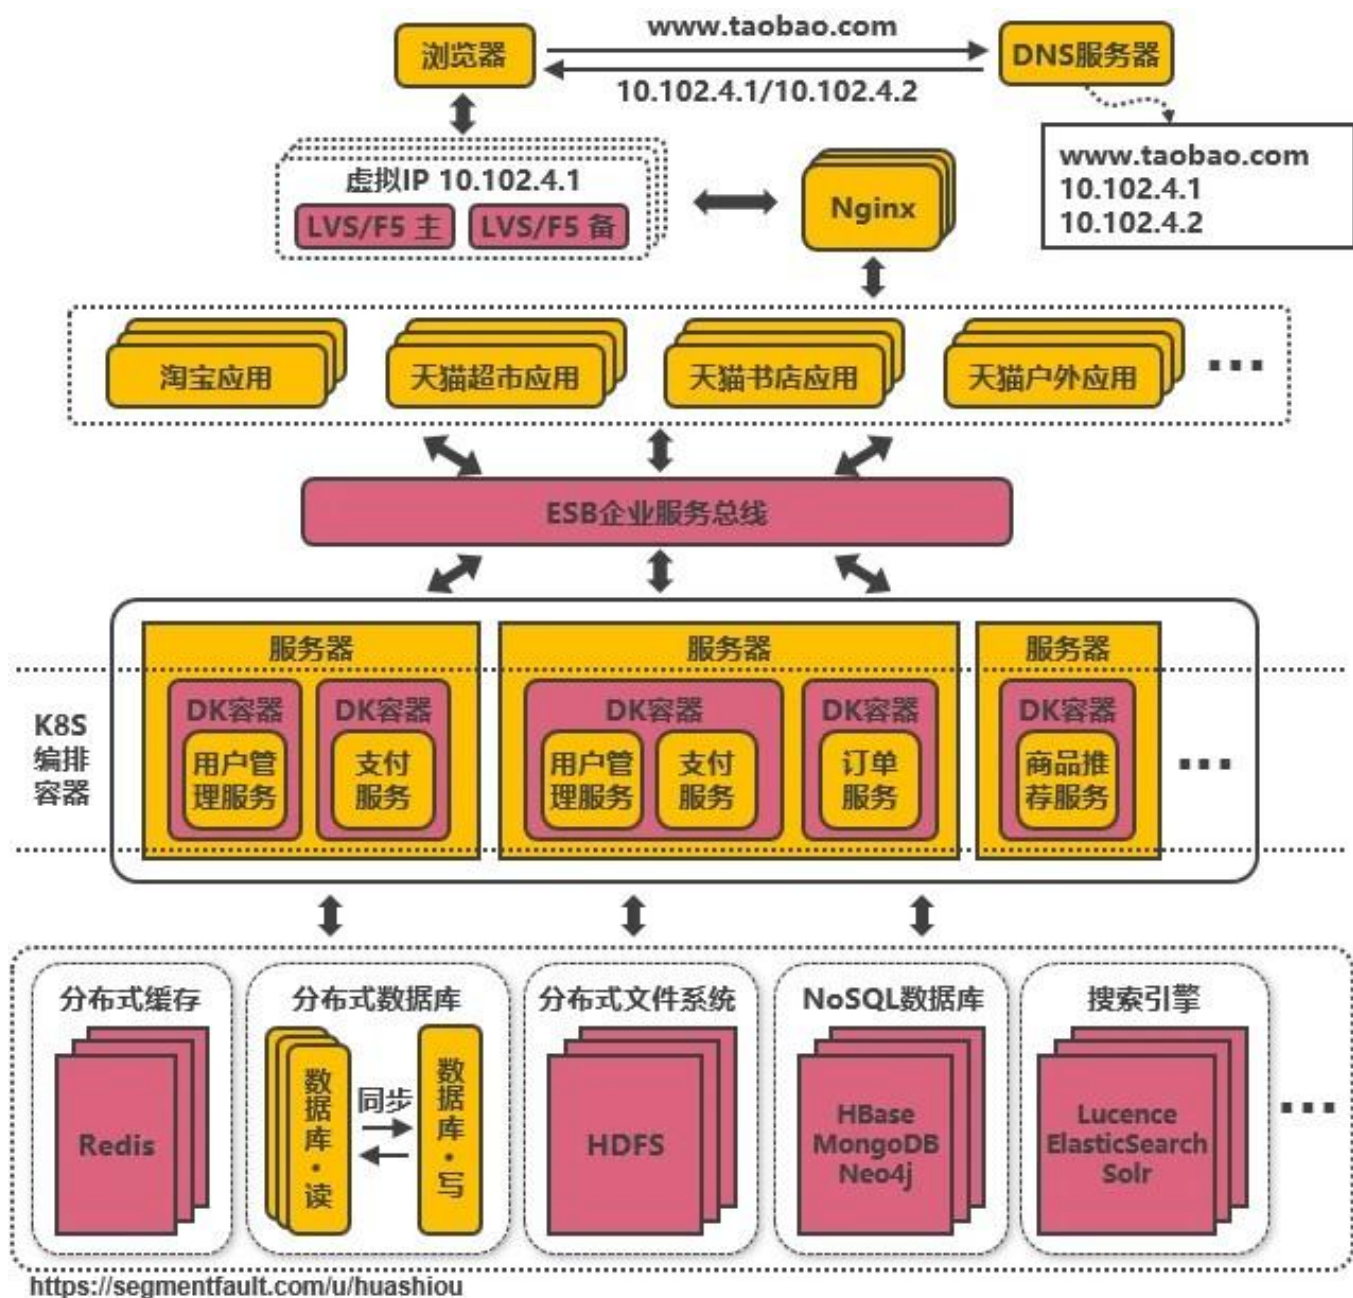 www.taobao.com
浏览器
DNS服务器
10.102.4.1/10.102.4.2
www.taobao.com
10.102.4.1
10.102.4.2
虚拟IP 10.102.4.1
LVS/F5 主
LVS/F5 备
Nginx
淘宝应用
天猫超市应用
天猫书店应用
天猫户外应用
...
ESB企业服务总线
服务器
服务器
服务器
K8S
编排
容器
DK容器
用户管
理服务
DK容器
支付
服务
DK容器
用户管
理服务
支付
服务
DK容器
订单
服务
DK容器
商品推
荐服务
...
分布式缓存
Redis
分布式数据库
数据库·读
同步
数据库·写
分布式文件系统
HDFS
NoSQL数据库
HBase
MongoDB
Neo4j
搜索引擎
Lucence
ElasticSearch
Solr
...
https://segmentfault.com/u/huashiou